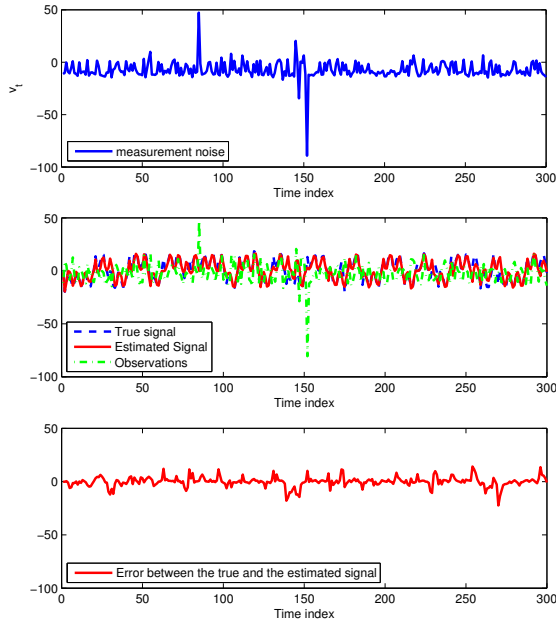 50
0
−50
−100
v_t
measurement noise
0 50 100 150 200 250 300
Time index
50
0
−50
−100
True signal
Estimated Signal
Observations
0 50 100 150 200 250 300
Time index
50
0
−50
−100
Error between the true and the estimated signal
0 50 100 150 200 250 300
Time index